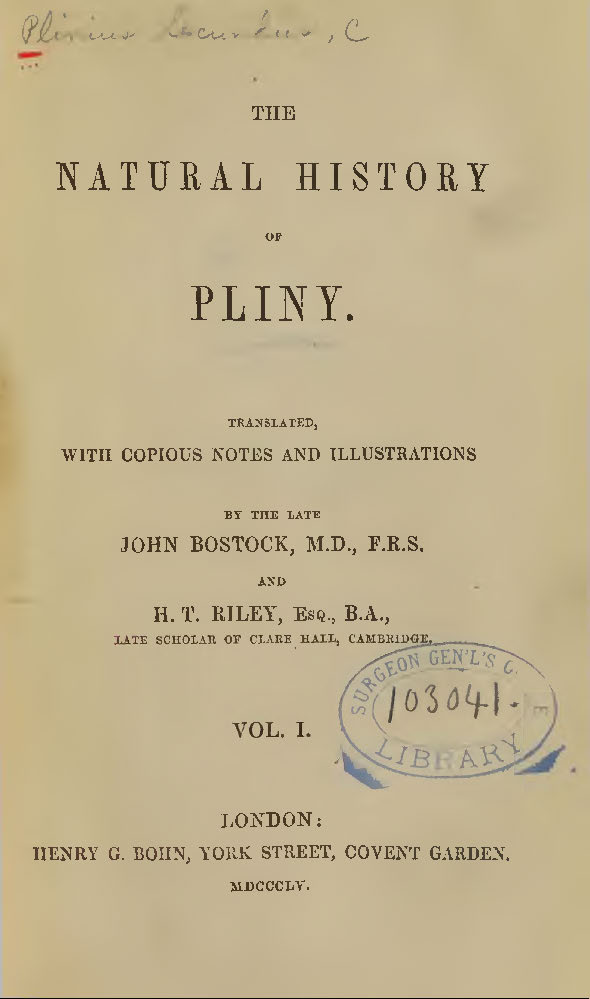 Plinius Secundus, C
THE
NATURAL HISTORY
OF
PLINY.
TRANSLATED,
WITH COPIOUS NOTES AND ILLUSTRATIONS
BY THE LATE
JOHN BOSTOCK, M.D., F.R.S.
AND
H. T. RILEY, ESQ., B.A.,
LATE SCHOLAR OF CLARE HALL, CAMBRIDGE.
SURGEON GEN'L'S
103041.
LIBRARY
VOL. I.
LONDON:
HENRY G. BOHN, YORK STREET, COVENT GARDEN.
MDCCCLV.